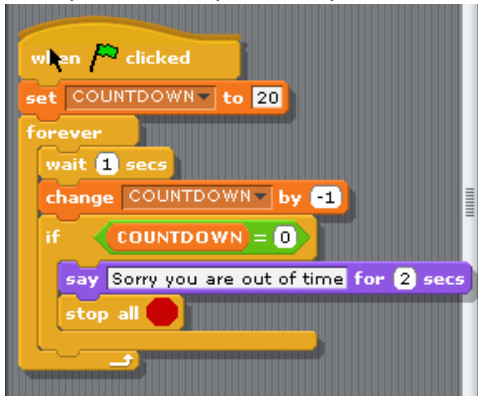 when clicked
set COUNTDOWN to 20
forever
wait 1 secs
change COUNTDOWN by -1
if COUNTDOWN = 0
say Sorry you are out of time for 2 secs
stop all